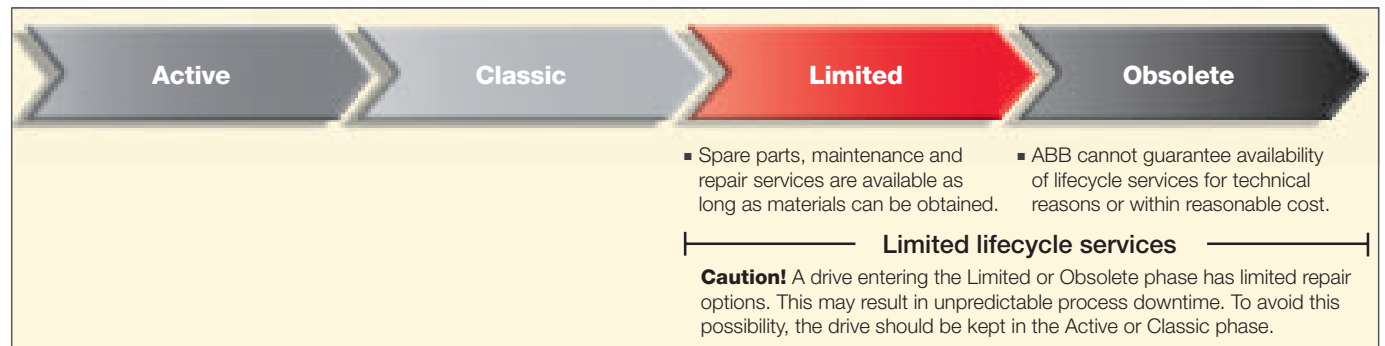 Active
Classic
Limited
Obsolete
▪ Spare parts, maintenance and
repair services are available as
long as materials can be obtained.
▪ ABB cannot guarantee availability
of lifecycle services for technical
reasons or within reasonable cost.
Limited lifecycle services
Caution! A drive entering the Limited or Obsolete phase has limited repair
options. This may result in unpredictable process downtime. To avoid this
possibility, the drive should be kept in the Active or Classic phase.